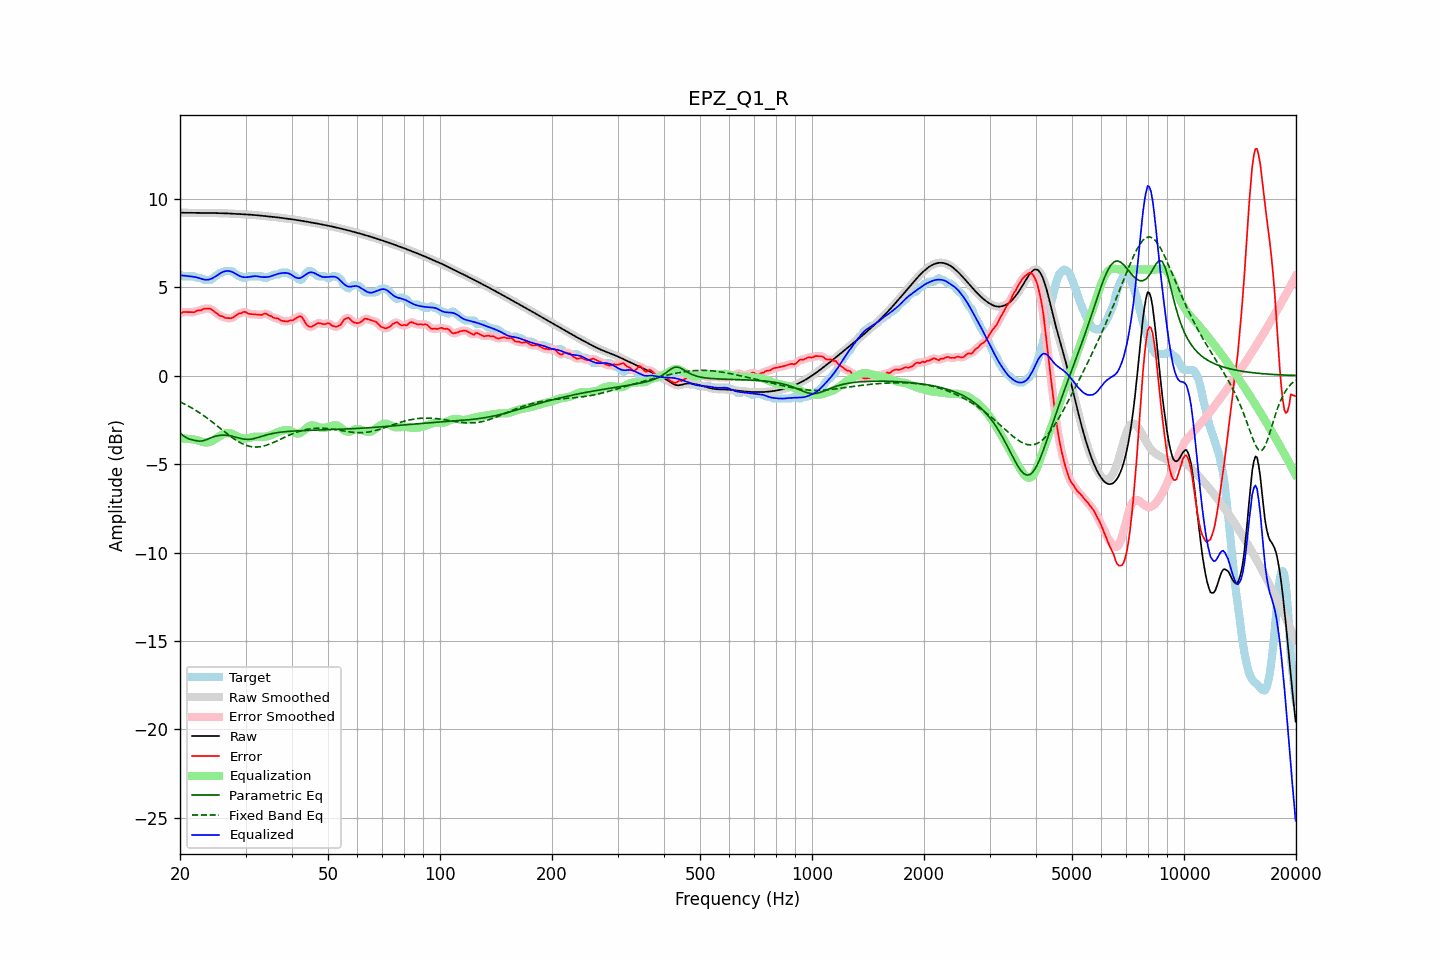 EPZ_Q1_R
Amplitude (dBr)
10
5
0
−5
−10
−15
−20
−25
Target
Raw Smoothed
Error Smoothed
Raw
Error
Equalization
Parametric Eq
Fixed Band Eq
Equalized
20 50 100 200 500 1000 2000 5000 10000 20000
Frequency (Hz)